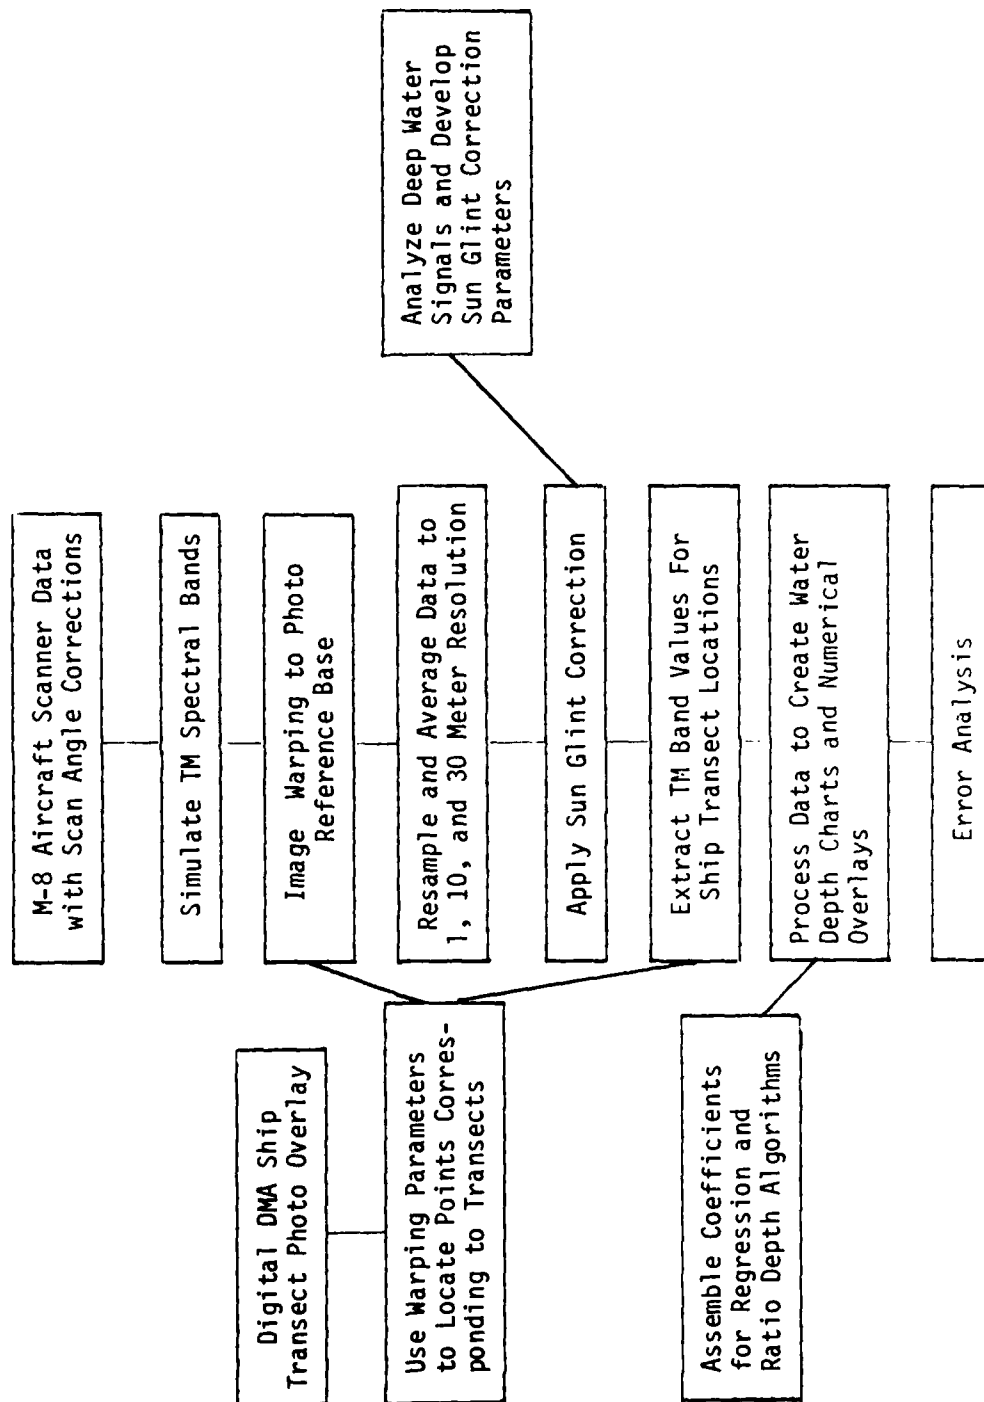 M-8 Aircraft Scanner Data
with Scan Angle Corrections
Simulate TM Spectral Bands
Image Warping to Photo
Reference Base
Resample and Average Data to
1, 10, and 30 Meter Resolution
Apply Sun Glint Correction
Extract TM Band Values For
Ship Transect Locations
Process Data to Create Water
Depth Charts and Numerical
Overlays
Error Analysis
Digital DMA Ship
Transect Photo Overlay
Use Warping Parameters
to Locate Points Corres-
ponding to Transects
Assemble Coefficients
for Regression and
Ratio Depth Algorithms
Analyze Deep Water
Signals and Develop
Sun Glint Correction
Parameters